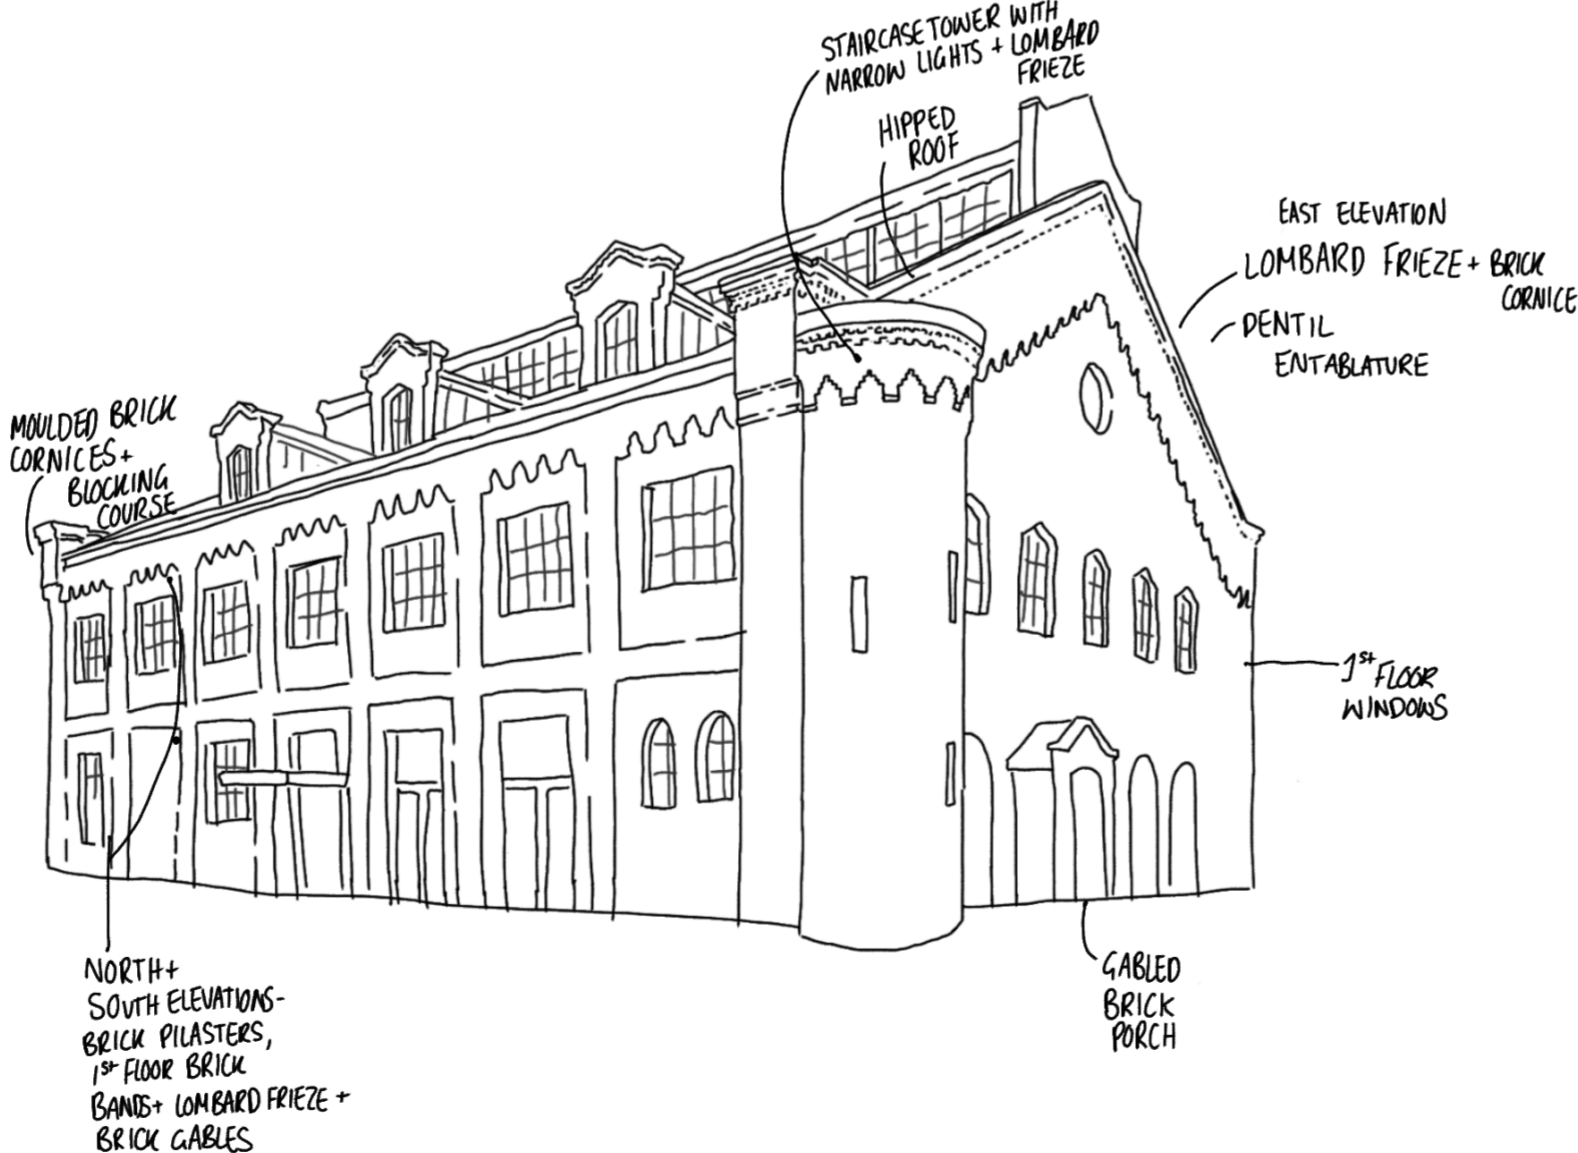 STAIRCASE TOWER WITH
NARROW LIGHTS + LOMBARD
FRIEZE
HIPPED
ROOF
EAST ELEVATION
LOMBARD FRIEZE + BRICK
CORNICE
DENTIL
ENTABLATURE
MOULDED BRICK
CORNICES +
BLOCKING
COURSE
1st FLOOR
WINDOWS
GABLED
BRICK
PORCH
NORTH +
SOUTH ELEVATIONS-
BRICK PILASTERS,
1st FLOOR BRICK
BANDS + LOMBARD FRIEZE +
BRICK GABLES